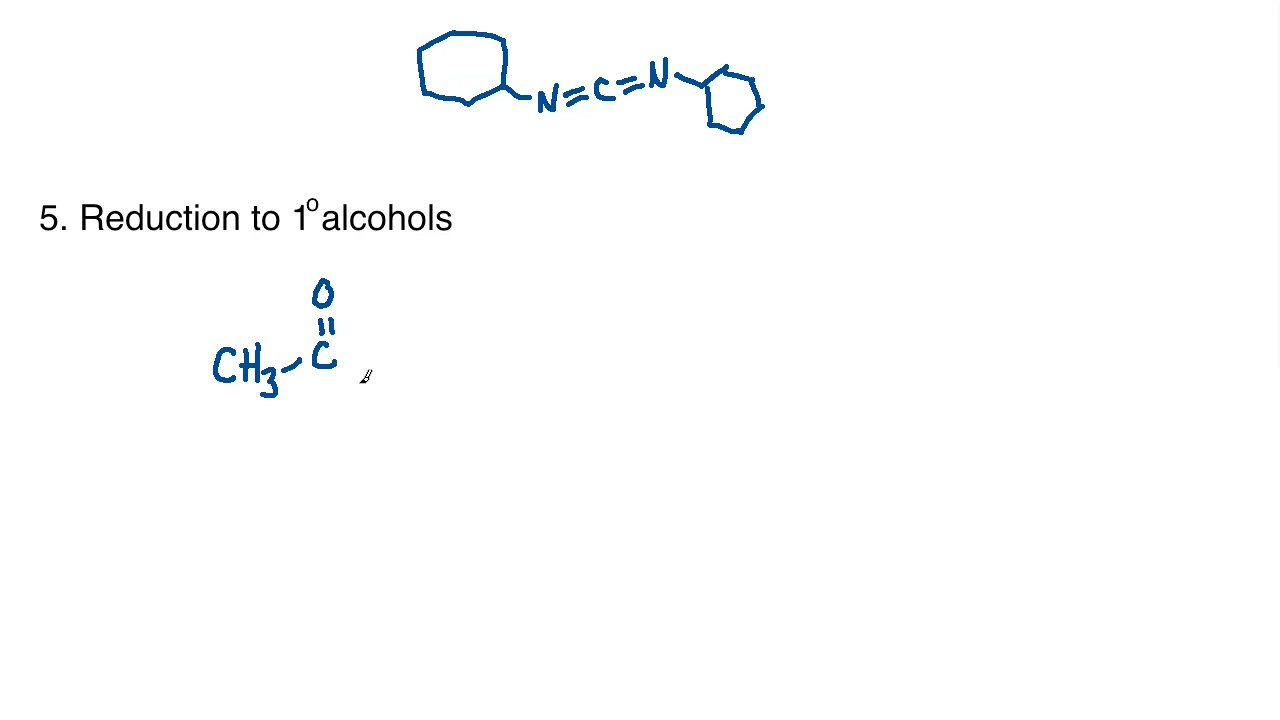 N=C=N
5. Reduction to 1° alcohols
O
CH3-C